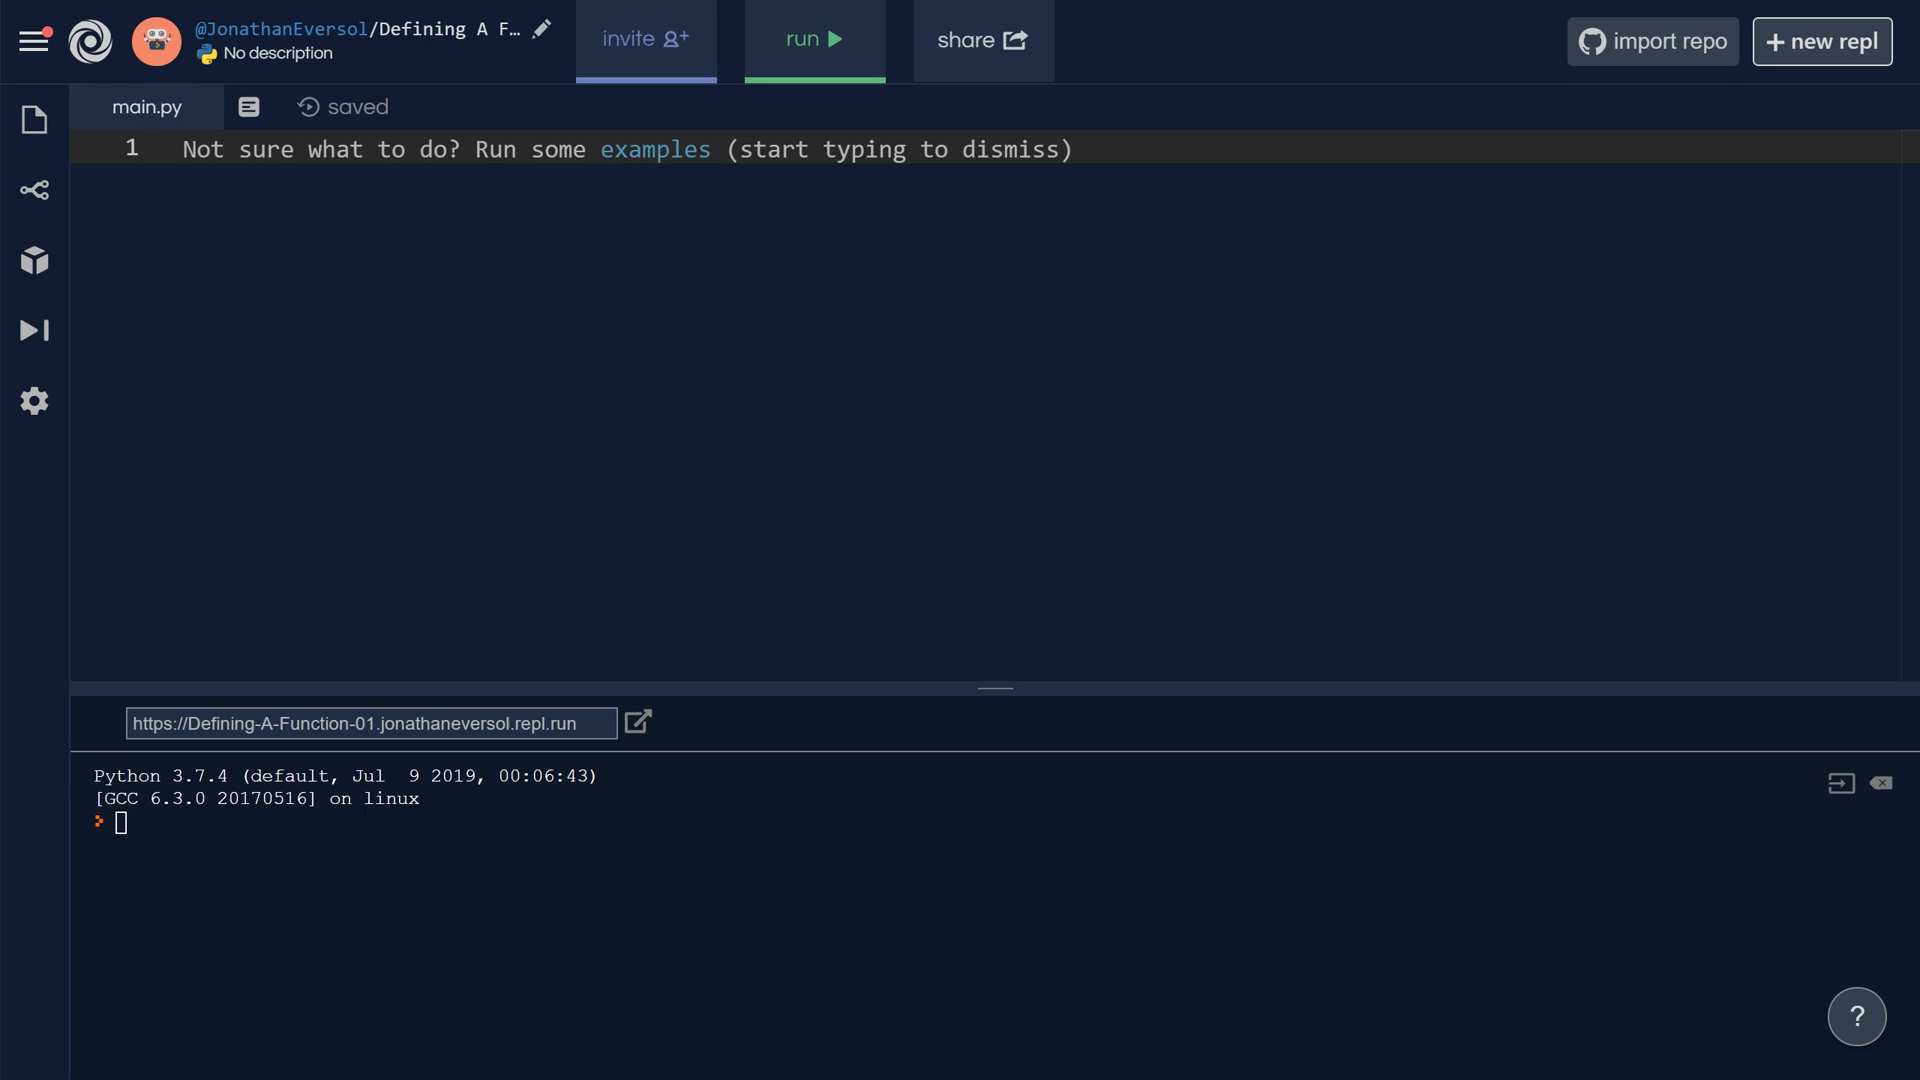 @JonathanEversol/Defining A F...
No description
invite
run
share
import repo
+ new repl
main.py
saved
1 Not sure what to do? Run some examples (start typing to dismiss)
https://Defining-A-Function-01.jonathaneversol.repl.run
Python 3.7.4 (default, Jul  9 2019, 00:06:43)
[GCC 6.3.0 20170516] on linux
?